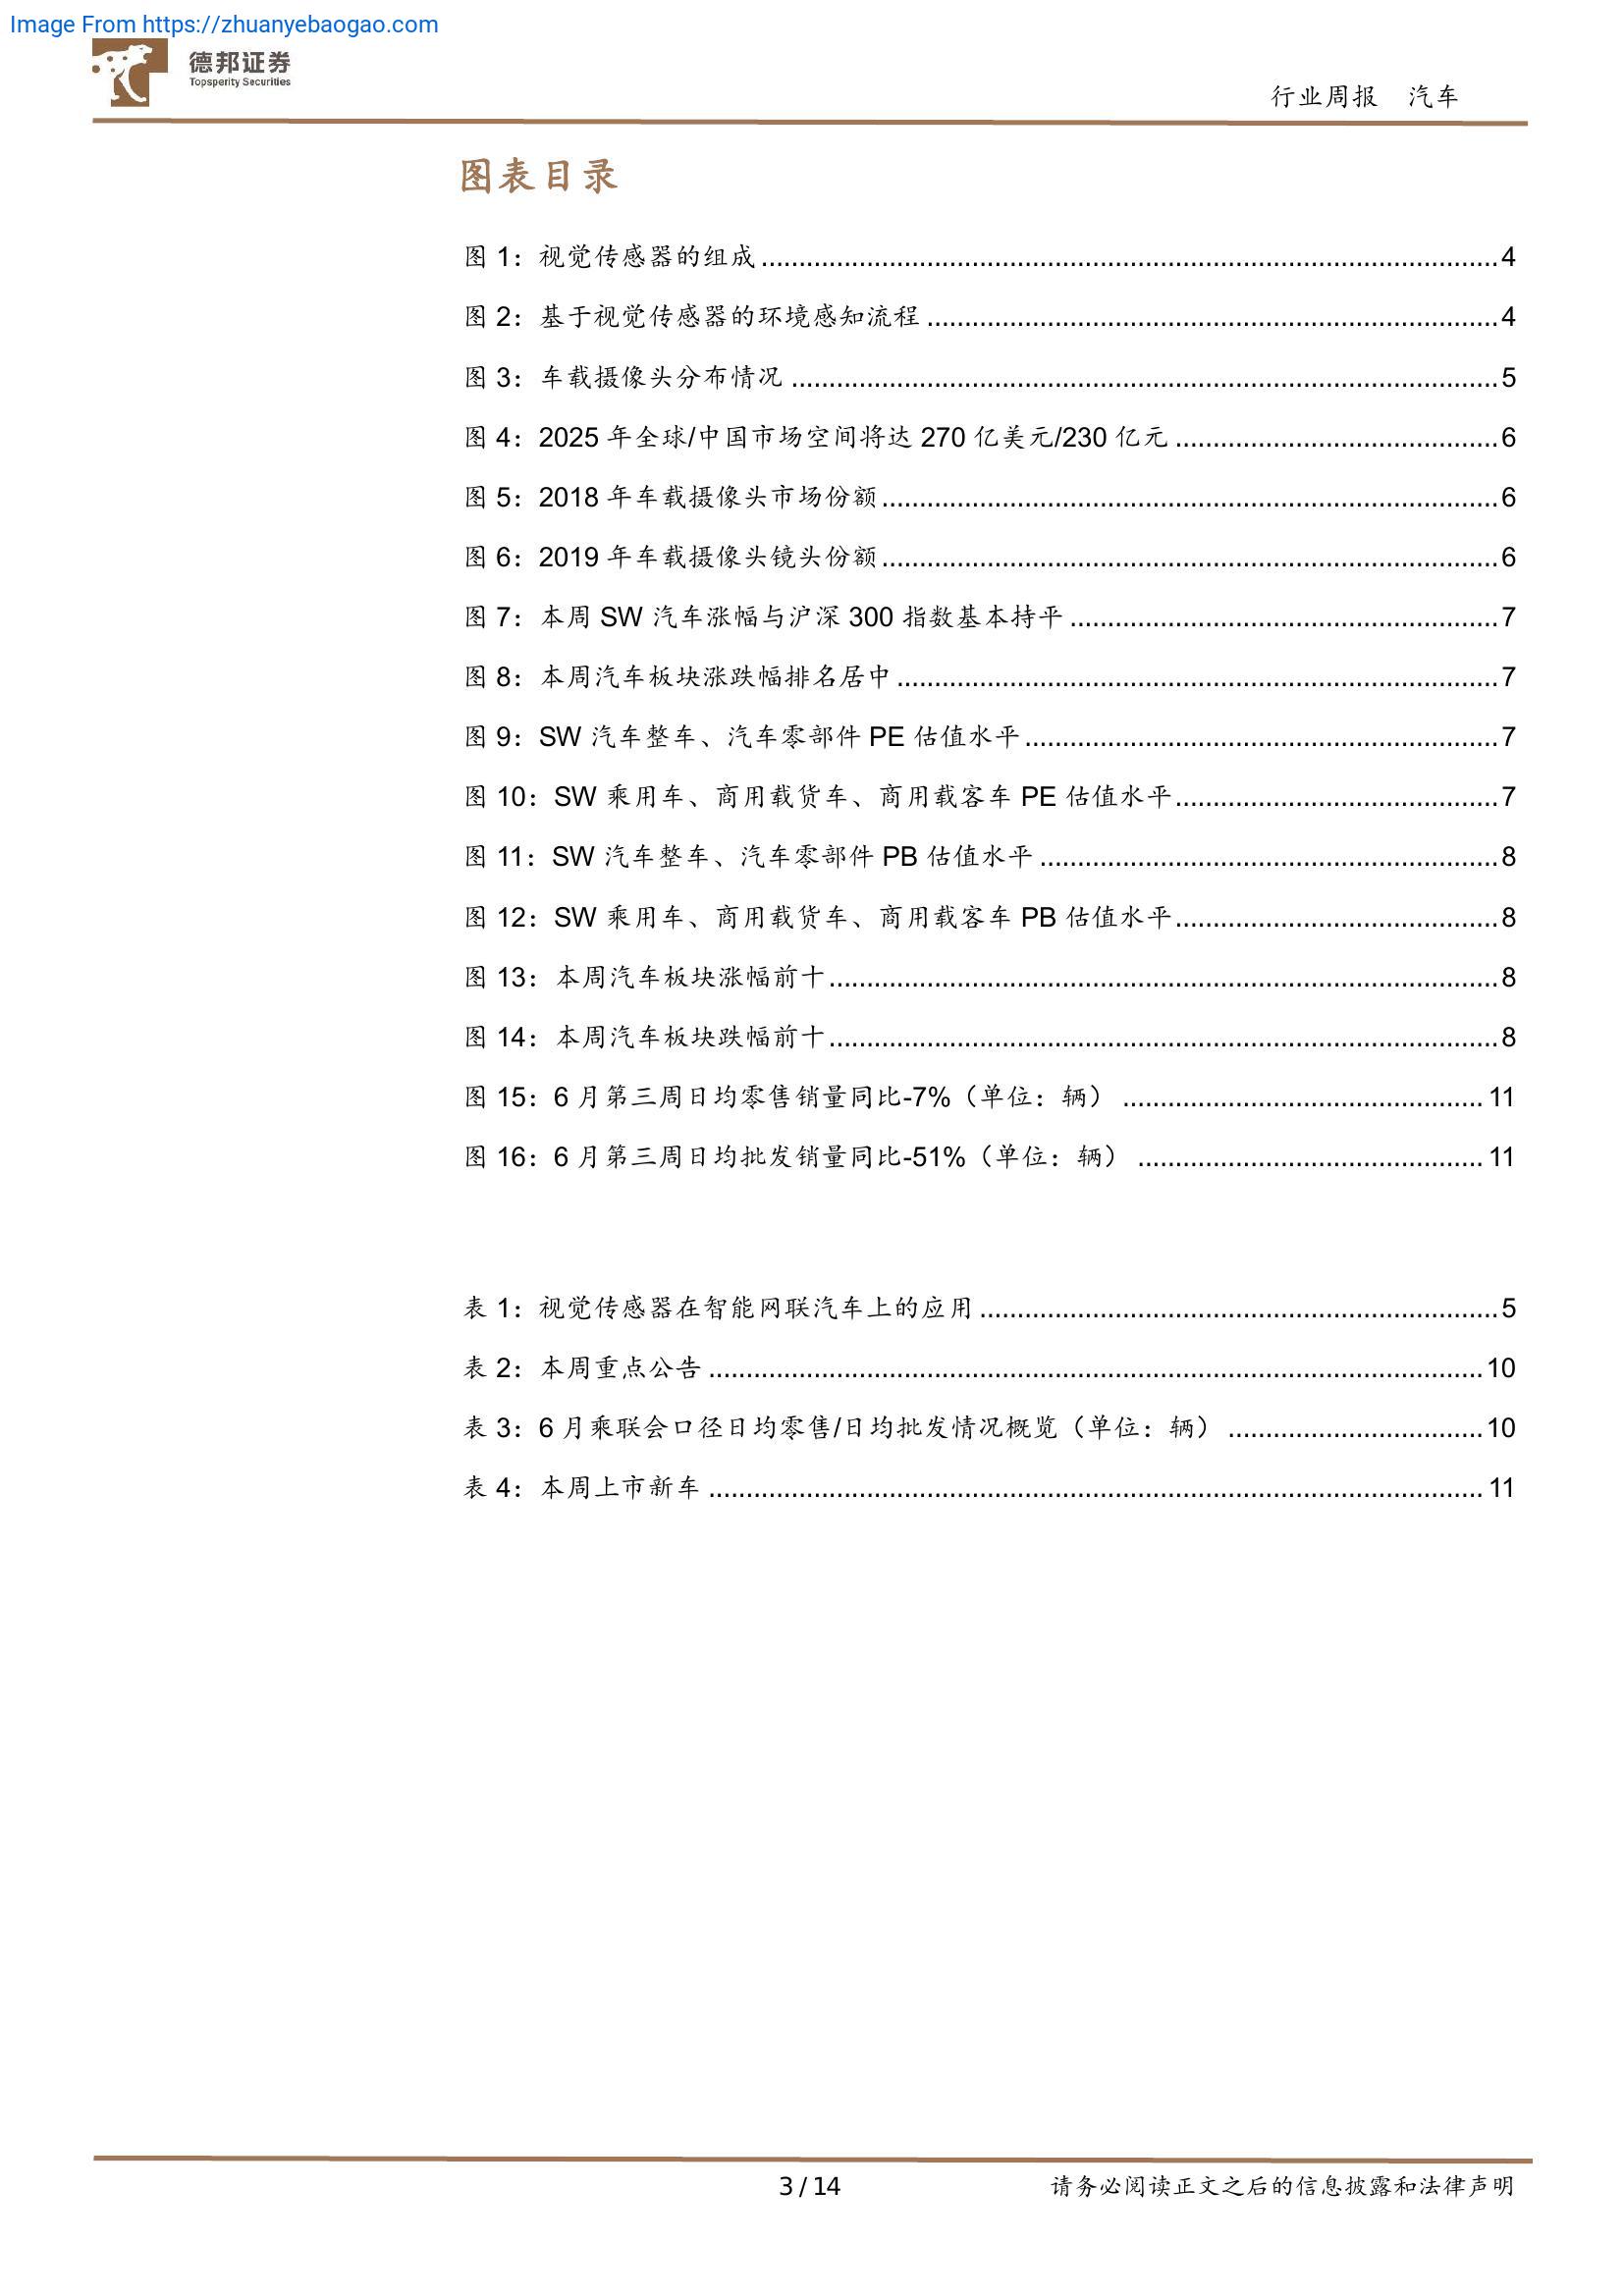 Image From https://zhuanyebaogao.com
德邦证券
Topsperity Securities
行业周报 汽车
图表目录
图 1：视觉传感器的组成..................................................................................................4
图 2：基于视觉传感器的环境感知流程............................................................................4
图 3：车载摄像头分布情况..............................................................................................5
图 4：2025 年全球/中国市场空间将达 270 亿美元/230 亿元...........................................6
图 5：2018 年车载摄像头市场份额..................................................................................6
图 6：2019 年车载摄像头镜头份额..................................................................................6
图 7：本周 SW 汽车涨幅与沪深 300 指数基本持平.........................................................7
图 8：本周汽车板块涨跌幅排名居中................................................................................7
图 9：SW 汽车整车、汽车零部件 PE 估值水平...............................................................7
图 10：SW 乘用车、商用载货车、商用载客车 PE 估值水平...........................................7
图 11：SW 汽车整车、汽车零部件 PB 估值水平.............................................................8
图 12：SW 乘用车、商用载货车、商用载客车 PB 估值水平...........................................8
图 13：本周汽车板块涨幅前十.........................................................................................8
图 14：本周汽车板块跌幅前十.........................................................................................8
图 15：6 月第三周日均零售销量同比-7%（单位：辆）................................................11
图 16：6 月第三周日均批发销量同比-51%（单位：辆）..............................................11
表 1：视觉传感器在智能网联汽车上的应用.....................................................................5
表 2：本周重点公告.......................................................................................................10
表 3：6 月乘联会口径日均零售/日均批发情况概览（单位：辆）..................................10
表 4：本周上市新车.......................................................................................................11
3 / 14
请务必阅读正文之后的信息披露和法律声明